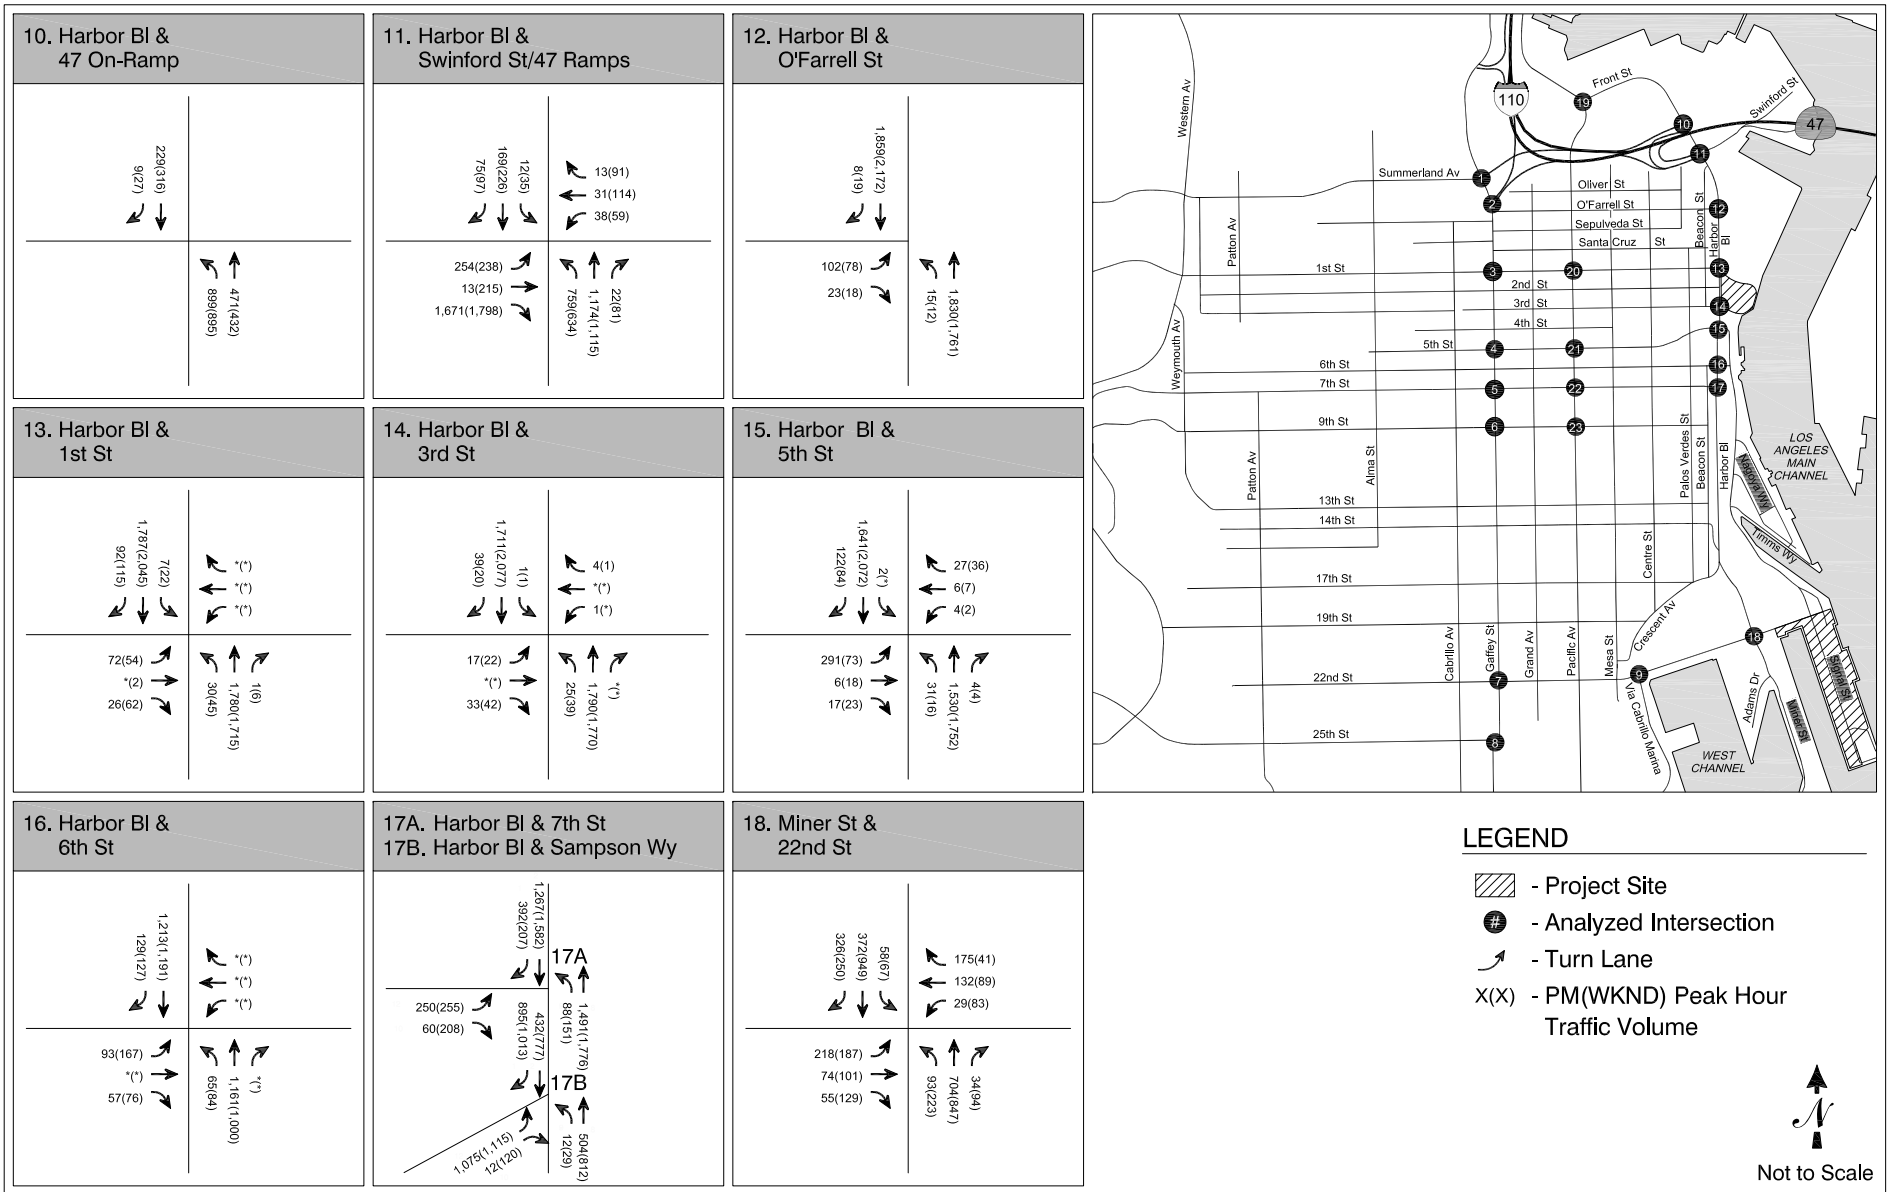 10. Harbor Bl &
47 On-Ramp
9(27)
229(316)
899(895)
471(432)
11. Harbor Bl &
Swinford St/47 Ramps
75(97)
169(226)
12(35)
13(91)
31(114)
38(59)
254(238)
13(215)
1,671(1,798)
759(634)
1,174(1,115)
22(81)
12. Harbor Bl &
O'Farrell St
8(19)
1,859(2,172)
102(78)
23(18)
15(12)
1,830(1,761)
13. Harbor Bl &
1st St
92(115)
1,787(2,045)
7(22)
*(*)
*(*)
*(*)
72(54)
*(2)
26(62)
30(45)
1,780(1,715)
1(6)
14. Harbor Bl &
3rd St
39(20)
1,711(2,077)
1(1)
4(1)
*(*)
1(*)
17(22)
*(*)
33(42)
25(39)
1,790(1,770)
*(*)
15. Harbor Bl &
5th St
122(84)
1,641(2,072)
2(*)
27(36)
6(7)
4(2)
291(73)
6(18)
17(23)
31(16)
1,530(1,752)
4(4)
16. Harbor Bl &
6th St
129(127)
1,213(1,191)
*(*)
*(*)
*(*)
93(167)
*(*)
57(76)
65(84)
1,161(1,000)
*(*)
17A. Harbor Bl & 7th St
17B. Harbor Bl & Sampson Wy
392(207)
1,267(1,582)
17A
250(255)
60(208)
895(1,013)
432(777)
88(151)
1,491(1,776)
17B
1,075(1,115)
12(120)
12(29)
504(812)
18. Miner St &
22nd St
326(250)
372(949)
58(67)
175(41)
132(89)
29(83)
218(187)
74(101)
55(129)
93(223)
704(847)
34(94)
Western Av
110
Front St
19
10
Swinford St
47
11
Summerland Av
1
2
Oliver St
O'Farrell St
Sepulveda St
Santa Cruz St
Beacon St
Harbor Bl
12
Patton Av
1st St
3
20
13
2nd St
3rd St
14
4th St
15
5th St
4
21
6th St
16
7th St
5
22
17
9th St
6
23
Weymouth Av
Patton Av
Alma St
Palos Verdes St
Beacon St
Harbor Bl
Nagoya Wy
LOS
ANGELES
MAIN
CHANNEL
13th St
14th St
Timms Wy
Centre St
17th St
19th St
Crescent Av
18
Cabrillo Av
Gaffey St
Grand Av
Pacific Av
Mesa St
22nd St
7
9
Via Cabrillo Marina
Adams Dr
Miner St
Signal St
25th St
8
WEST
CHANNEL
LEGEND
- Project Site
# - Analyzed Intersection
- Turn Lane
X(X) - PM(WKND) Peak Hour
Traffic Volume
N
Not to Scale